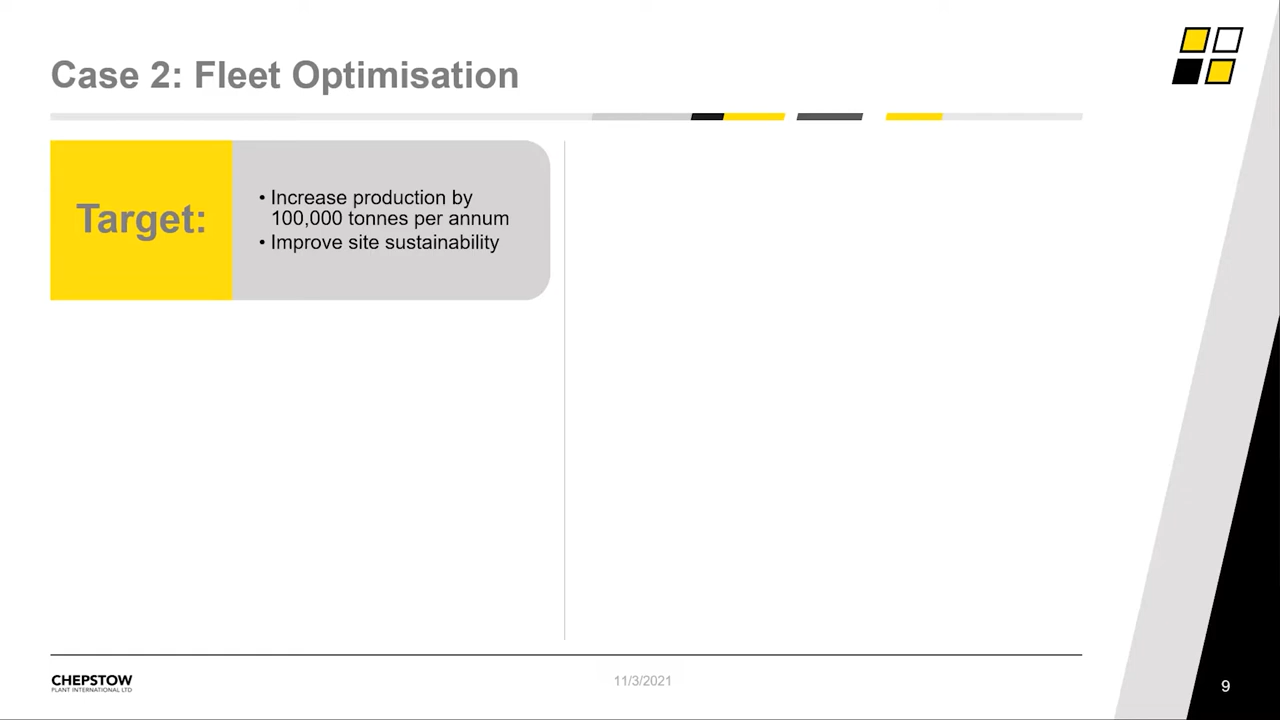 Case 2: Fleet Optimisation
Target:
• Increase production by
100,000 tonnes per annum
• Improve site sustainability
CHEPSTOW
PLANT INTERNATIONAL LTD
11/3/2021
9